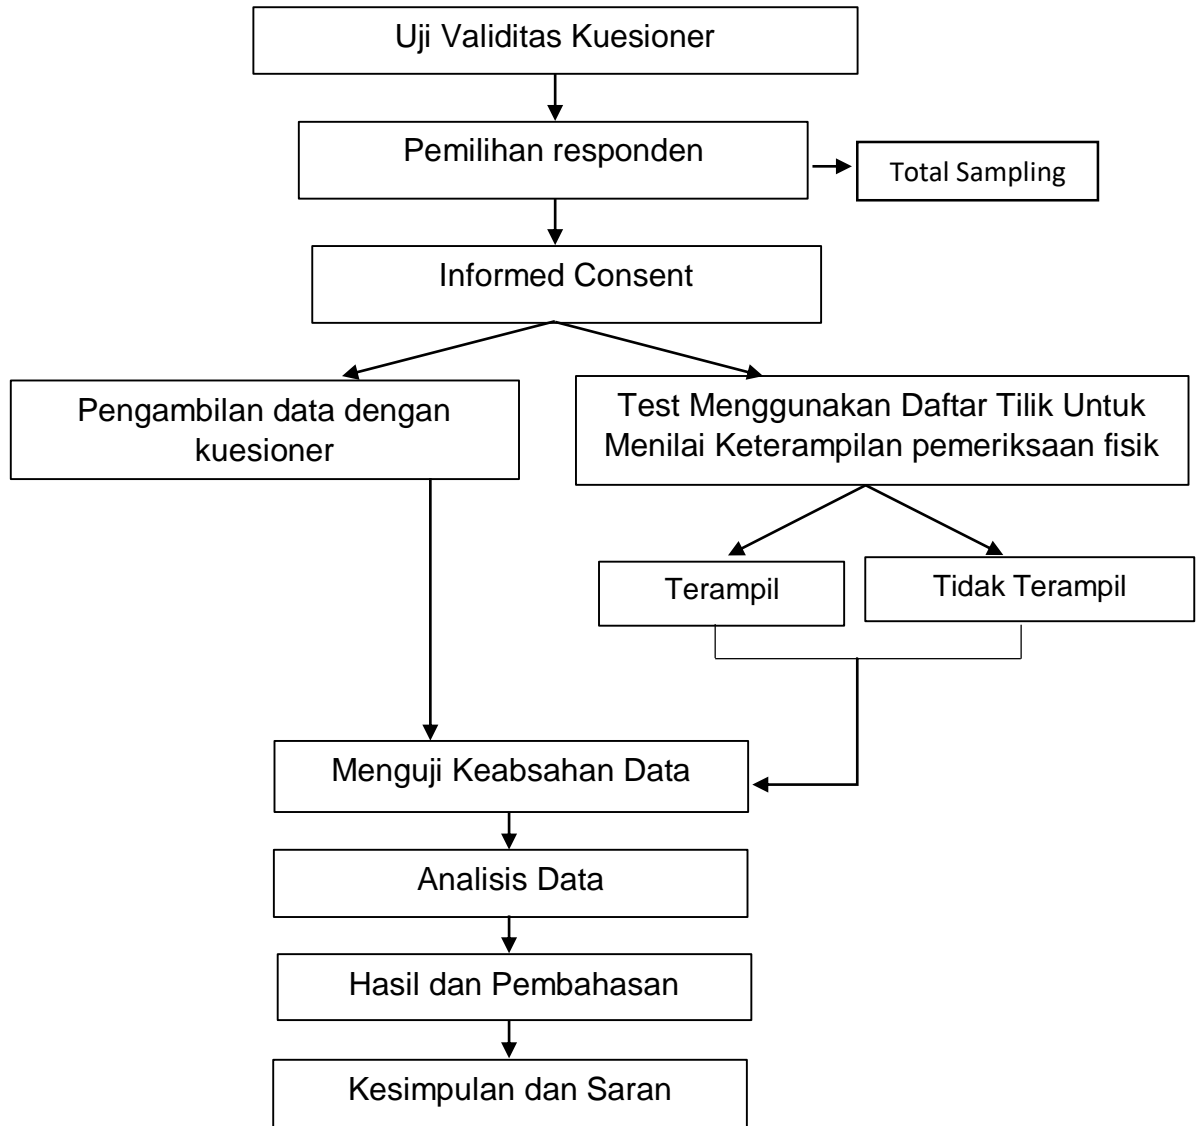 Uji Validitas Kuesioner
Pemilihan responden
Total Sampling
Informed Consent
Pengambilan data dengan
kuesioner
Test Menggunakan Daftar Tilik Untuk
Menilai Keterampilan pemeriksaan fisik
Terampil
Tidak Terampil
Menguji Keabsahan Data
Analisis Data
Hasil dan Pembahasan
Kesimpulan dan Saran